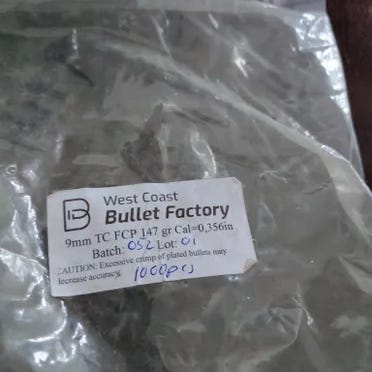 West Coast
Bullet Factory
9mm TC FCP 147 gr Cal=0,356in
Batch: 052 Lot: 01
CAUTION: Excessive crimp of plated bullets may
decrease accuracy. 1000pcs